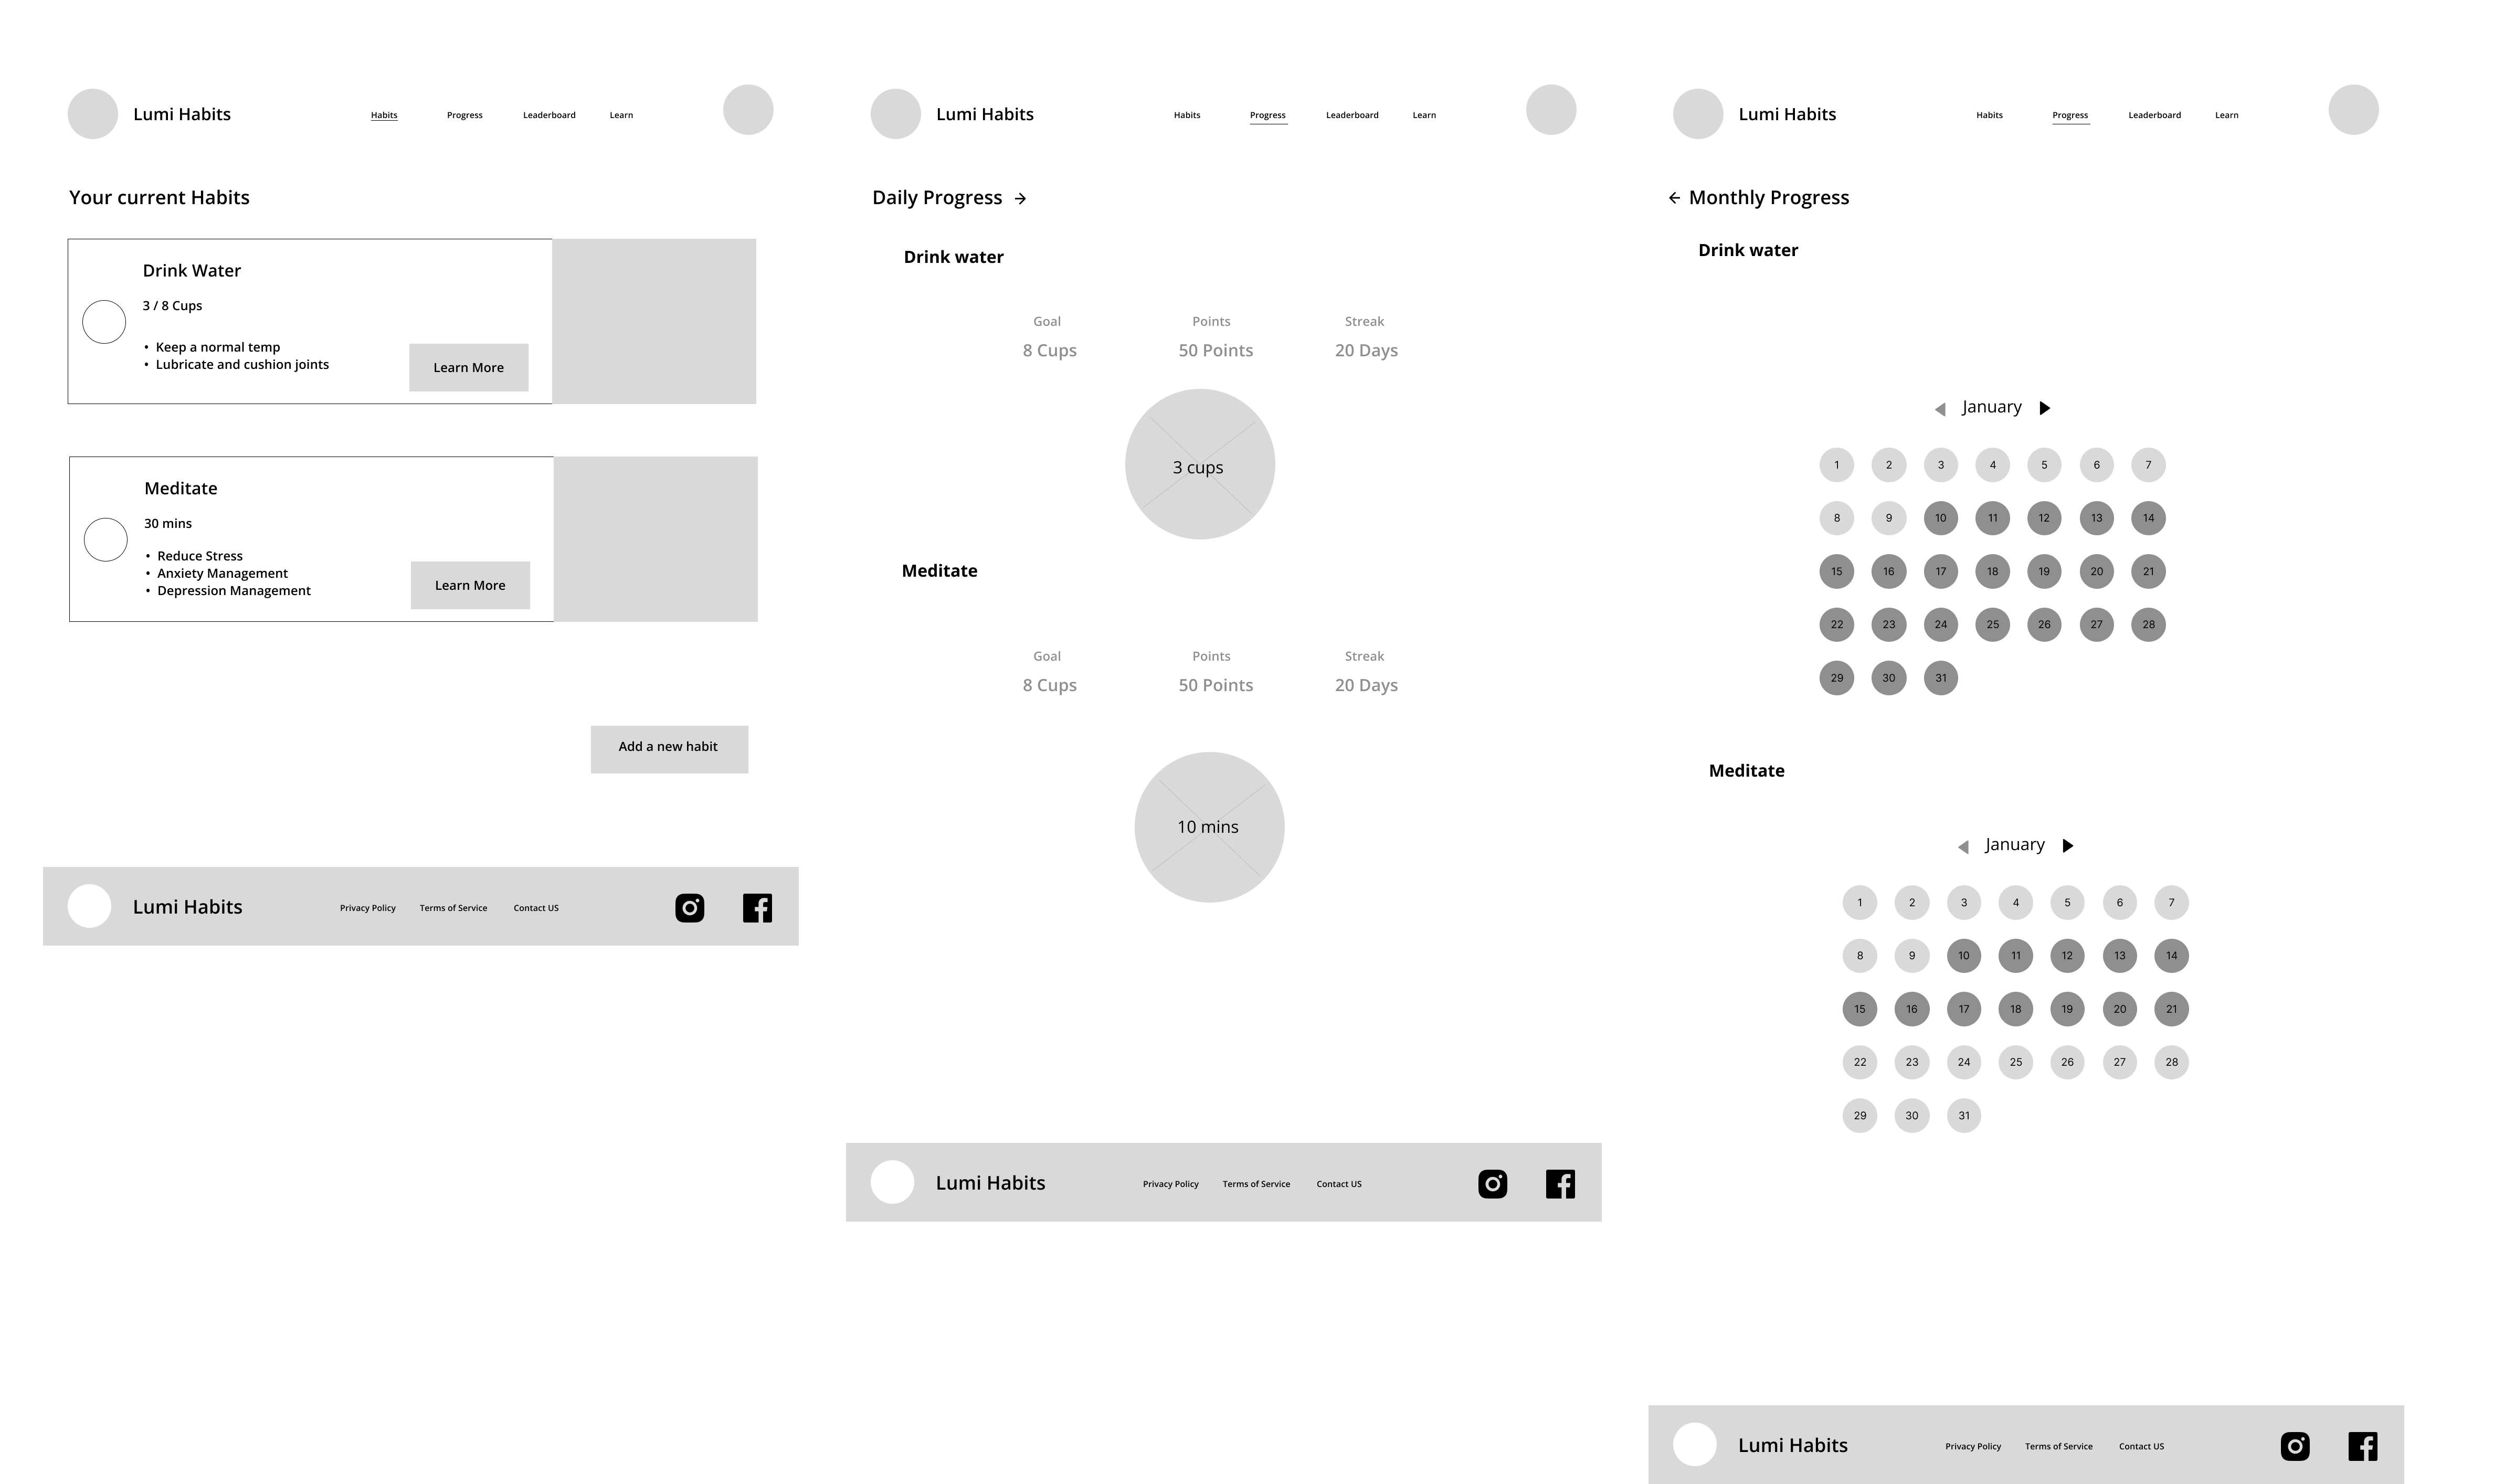 Lumi Habits
Habits Progress Leaderboard Learn
Your current Habits
Drink Water
3 / 8 Cups
• Keep a normal temp
• Lubricate and cushion joints
Learn More
Meditate
30 mins
• Reduce Stress
• Anxiety Management
• Depression Management
Learn More
Add a new habit
Lumi Habits
Privacy Policy Terms of Service Contact US
Lumi Habits
Habits Progress Leaderboard Learn
Daily Progress →
Drink water
Goal Points Streak
8 Cups 50 Points 20 Days
3 cups
Meditate
Goal Points Streak
8 Cups 50 Points 20 Days
10 mins
Lumi Habits
Privacy Policy Terms of Service Contact US
Lumi Habits
Habits Progress Leaderboard Learn
← Monthly Progress
Drink water
January
1 2 3 4 5 6 7
8 9 10 11 12 13 14
15 16 17 18 19 20 21
22 23 24 25 26 27 28
29 30 31
Meditate
January
1 2 3 4 5 6 7
8 9 10 11 12 13 14
15 16 17 18 19 20 21
22 23 24 25 26 27 28
29 30 31
Lumi Habits
Privacy Policy Terms of Service Contact US